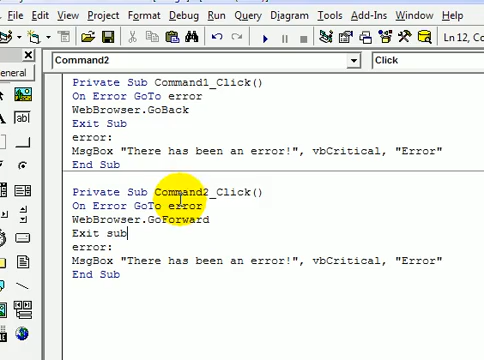 File Edit View Project Format Debug Run Query Diagram Tools Add-Ins Window Help
Ln 12, Co
General
Command2
Click
A
ab
Private Sub Command1_Click()
On Error GoTo error
WebBrowser.GoBack
Exit Sub
error:
MsgBox "There has been an error!", vbCritical, "Error"
End Sub
Private Sub Command2_Click()
On Error GoTo error
WebBrowser.GoForward
Exit sub
error:
MsgBox "There has been an error!", vbCritical, "Error"
End Sub